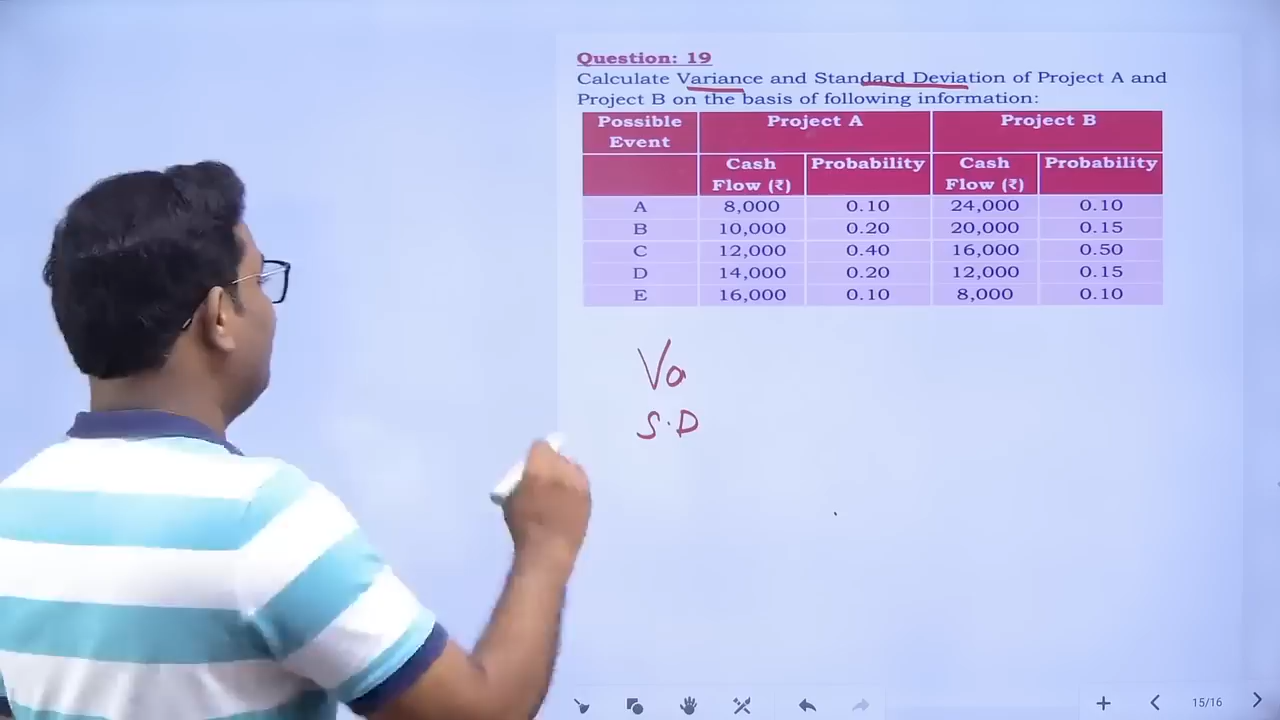 Question: 19
Calculate Variance and Standard Deviation of Project A and
Project B on the basis of following information:
Possible Event Project A Project B
Cash Flow (₹) Probability Cash Flow (₹) Probability
A 8,000 0.10 24,000 0.10
B 10,000 0.20 20,000 0.15
C 12,000 0.40 16,000 0.50
D 14,000 0.20 12,000 0.15
E 16,000 0.10 8,000 0.10
Va
S.D
15/16